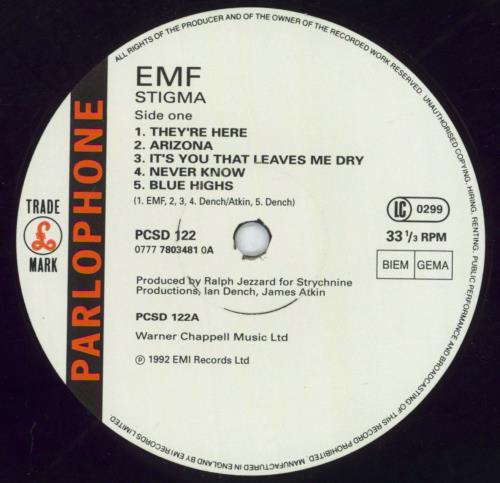 ALL RIGHTS OF THE PRODUCER AND OF THE OWNER OF THE RECORDED WORK RESERVED. UNAUTHORISED COPYING, HIRING, RENTING, PUBLIC PERFORMANCE AND BROADCASTING OF THIS RECORD PROHIBITED. MANUFACTURED IN ENGLAND BY EMI RECORDS LIMITED.
PARLOPHONE
TRADE
£
MARK
EMF
STIGMA
Side one
1. THEY'RE HERE
2. ARIZONA
3. IT'S YOU THAT LEAVES ME DRY
4. NEVER KNOW
5. BLUE HIGHS
(1. EMF, 2, 3, 4. Dench/Atkin, 5. Dench)
PCSD 122
0777 7803481 0A
LC 0299
33 1/3 RPM
BIEM GEMA
Produced by Ralph Jezzard for Strychnine
Productions, Ian Dench, James Atkin
PCSD 122A
Warner Chappell Music Ltd
℗ 1992 EMI Records Ltd